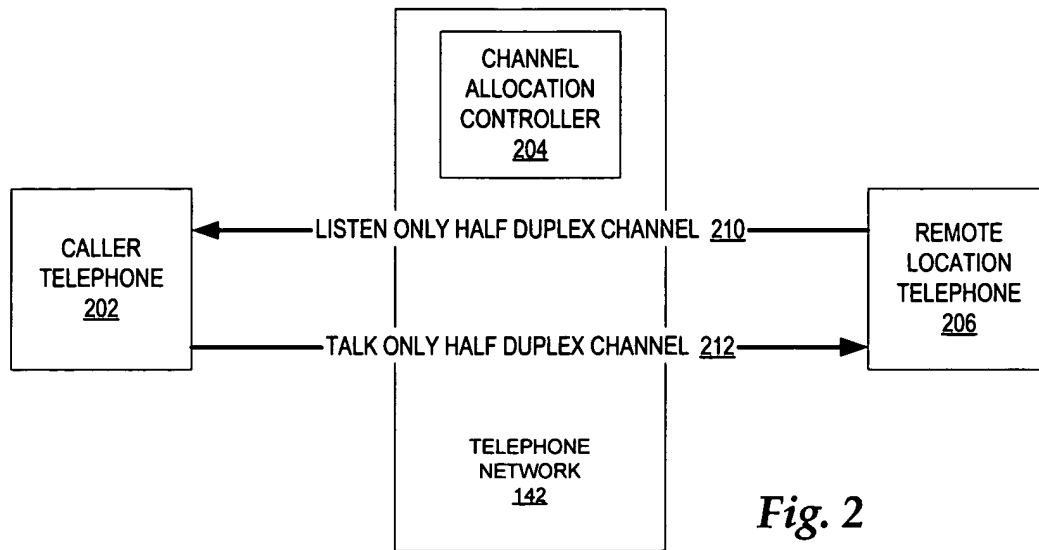 CHANNEL
ALLOCATION
CONTROLLER
204
LISTEN ONLY HALF DUPLEX CHANNEL 210
CALLER
TELEPHONE
202
REMOTE
LOCATION
TELEPHONE
206
TALK ONLY HALF DUPLEX CHANNEL 212
TELEPHONE
NETWORK
142
Fig. 2